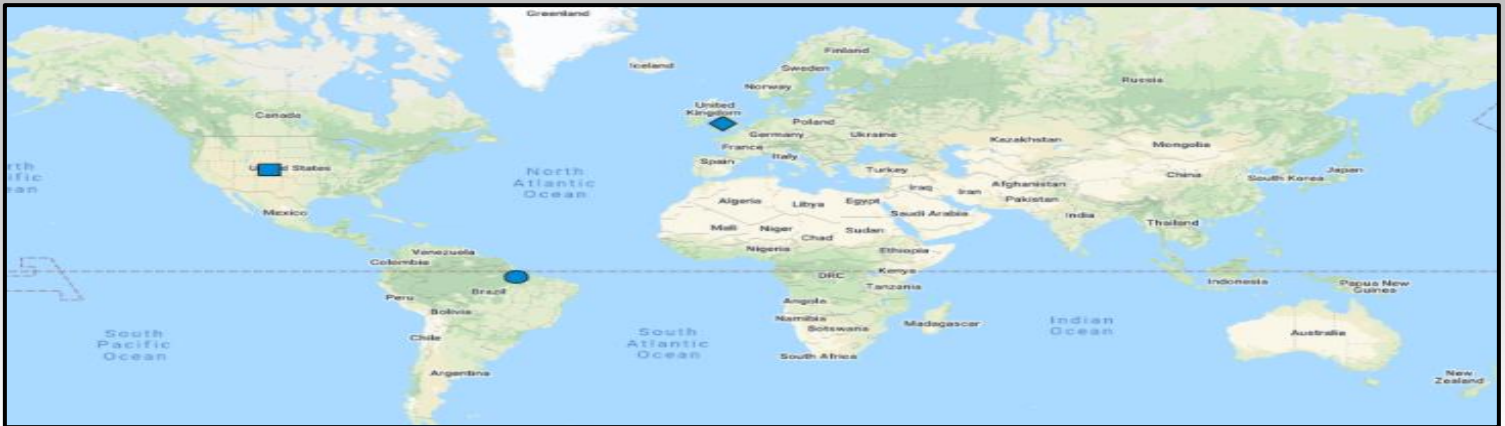 Greenland
Iceland
Finland
Sweden
Norway
Russia
United
Kingdom
Canada
Poland
Germany
Ukraine
France
Kazakhstan
Mongolia
Italy
Spain
Turkey
North
Atlantic
Ocean
China
Japan
South Korea
Iraq
Iran
Afghanistan
Pakistan
Mexico
Algeria
Libya
Egypt
Saudi Arabia
India
Thailand
Mali
Niger
Chad
Sudan
Nigeria
Ethiopia
Venezuela
Colombia
DRC
Kenya
Tanzania
Indonesia
Papua New
Guinea
Peru
Brazil
Bolivia
Angola
Namibia
Botswana
Madagascar
Indian
Ocean
Australia
South
Pacific
Ocean
Chile
South
Atlantic
Ocean
South Africa
Argentina
New
Zealand